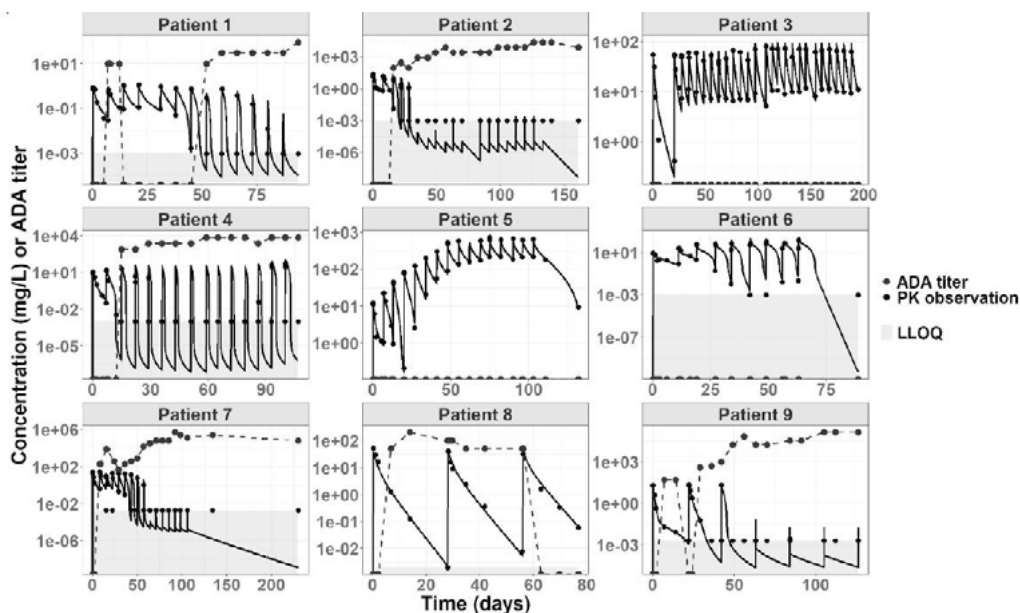 Patient 1 Patient 2 Patient 3
1e+01 1e-01 1e-03
0 25 50 75
1e+03 1e+00 1e-03 1e-06
0 50 100 150
1e+02 1e+00
0 50 100 150 200
Patient 4 Patient 5 Patient 6
1e+04 1e+01 1e-02 1e-05
0 30 60 90
1e+03 1e+01 1e-01
0 50 100
1e+01 1e-03 1e-07
0 25 50 75
Patient 7 Patient 8 Patient 9
1e+06 1e+02 1e-02 1e-06
0 50 100 150 200
1e+02 1e+00 1e-01 1e-02
0 20 40 60 80
1e+03 1e+00 1e-03
0 50 100
Concentration (mg/L) or ADA titer
Time (days)
ADA titer
PK observation
LLOQ